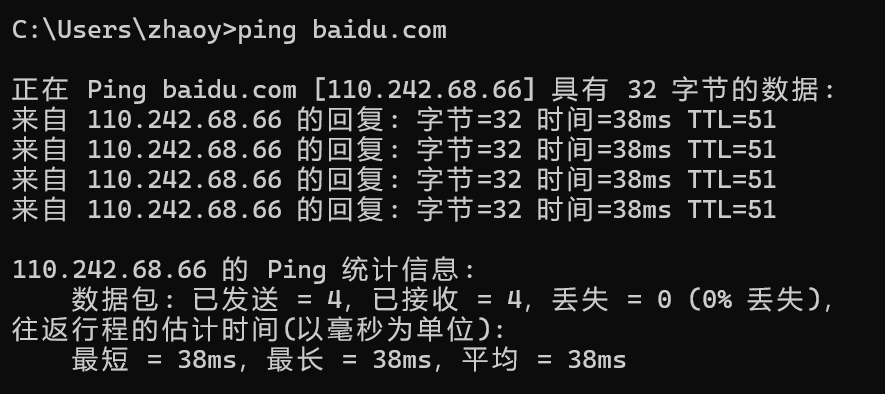 C:\Users\zhaoy>ping baidu.com
正在 Ping baidu.com [110.242.68.66] 具有 32 字节的数据:
来自 110.242.68.66 的回复: 字节=32 时间=38ms TTL=51
来自 110.242.68.66 的回复: 字节=32 时间=38ms TTL=51
来自 110.242.68.66 的回复: 字节=32 时间=38ms TTL=51
来自 110.242.68.66 的回复: 字节=32 时间=38ms TTL=51
110.242.68.66 的 Ping 统计信息:
数据包: 已发送 = 4, 已接收 = 4, 丢失 = 0 (0% 丢失),
往返行程的估计时间(以毫秒为单位):
最短 = 38ms, 最长 = 38ms, 平均 = 38ms